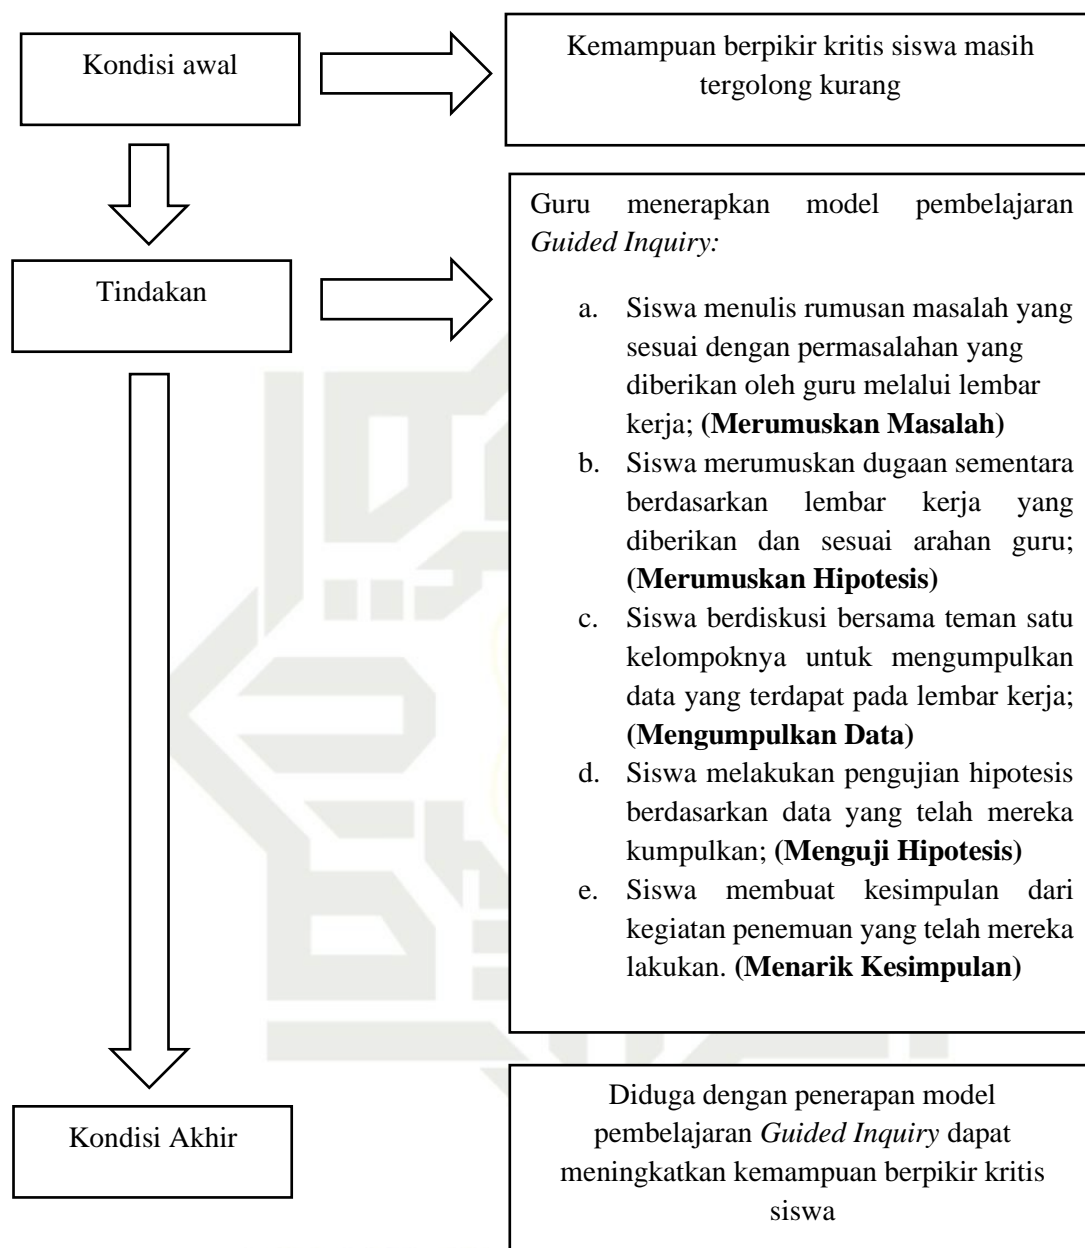 Kondisi awal
Kemampuan berpikir kritis siswa masih
tergolong kurang
Tindakan
Guru menerapkan model pembelajaran
Guided Inquiry:
a. Siswa menulis rumusan masalah yang
sesuai dengan permasalahan yang
diberikan oleh guru melalui lembar
kerja; (Merumuskan Masalah)
b. Siswa merumuskan dugaan sementara
berdasarkan lembar kerja yang
diberikan dan sesuai arahan guru;
(Merumuskan Hipotesis)
c. Siswa berdiskusi bersama teman satu
kelompoknya untuk mengumpulkan
data yang terdapat pada lembar kerja;
(Mengumpulkan Data)
d. Siswa melakukan pengujian hipotesis
berdasarkan data yang telah mereka
kumpulkan; (Menguji Hipotesis)
e. Siswa membuat kesimpulan dari
kegiatan penemuan yang telah mereka
lakukan. (Menarik Kesimpulan)
Kondisi Akhir
Diduga dengan penerapan model
pembelajaran Guided Inquiry dapat
meningkatkan kemampuan berpikir kritis
siswa